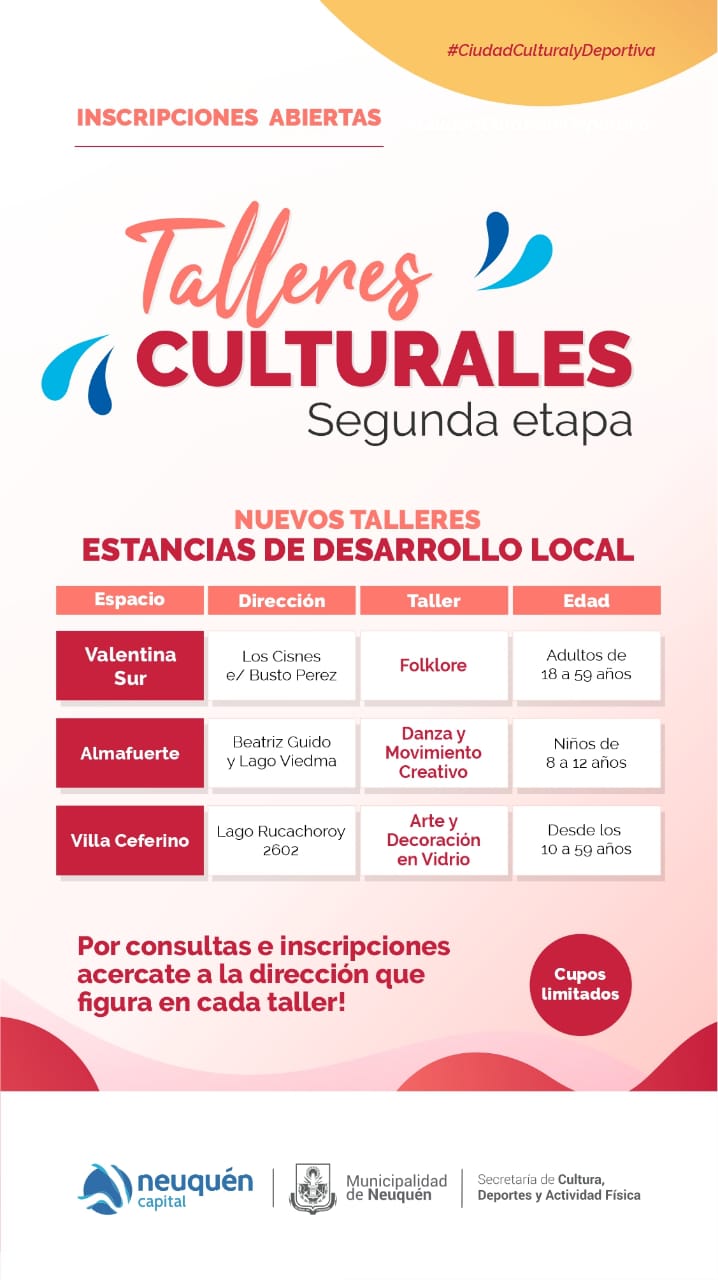 #CiudadCulturalyDeportiva
INSCRIPCIONES ABIERTAS
Talleres
CULTURALES
Segunda etapa
NUEVOS TALLERES
ESTANCIAS DE DESARROLLO LOCAL
Espacio
Dirección
Taller
Edad
Valentina
Sur
Los Cisnes
e/ Busto Perez
Folklore
Adultos de
18 a 59 años
Almafuerte
Beatriz Guido
y Lago Viedma
Danza y
Movimiento
Creativo
Niños de
8 a 12 años
Villa Ceferino
Lago Rucachoroy
2602
Arte y
Decoración
en Vidrio
Desde los
10 a 59 años
Por consultas e inscripciones
acercate a la dirección que
figura en cada taller!
Cupos
limitados
neuquén
capital
Municipalidad
de Neuquén
Secretaría de Cultura,
Deportes y Actividad Física